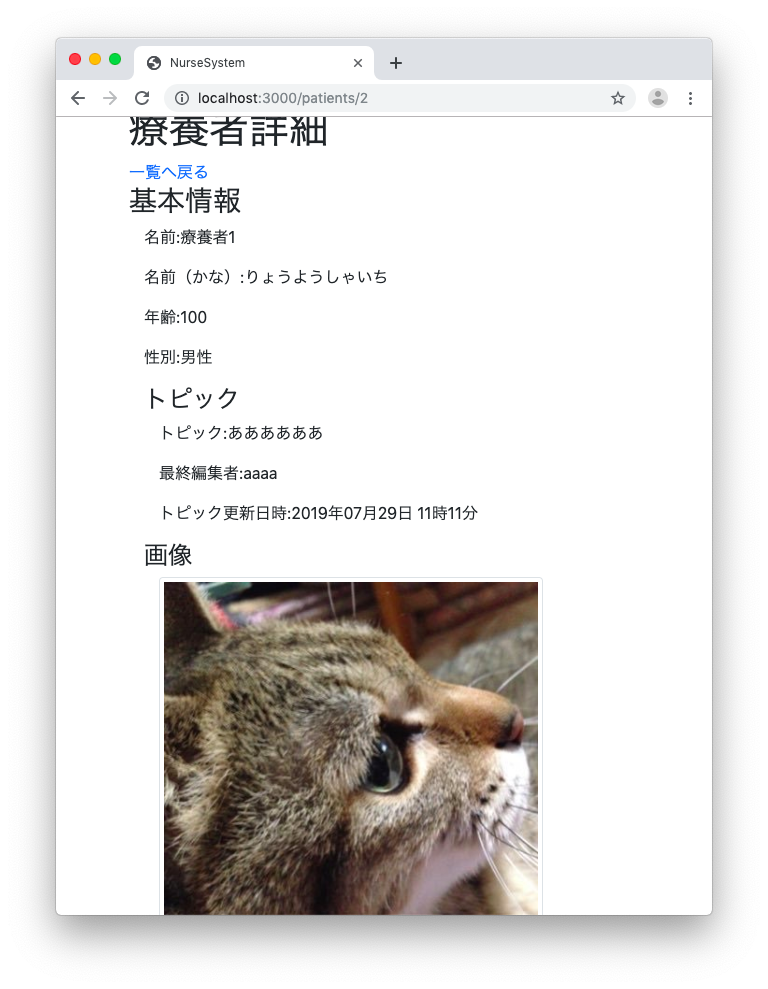 NurseSystem
localhost:3000/patients/2
療養者詳細
一覧へ戻る
基本情報
名前:療養者1
名前（かな）:りょうようしゃいち
年齢:100
性別:男性
トピック
トピック:ああああああ
最終編集者:aaaa
トピック更新日時:2019年07月29日 11時11分
画像